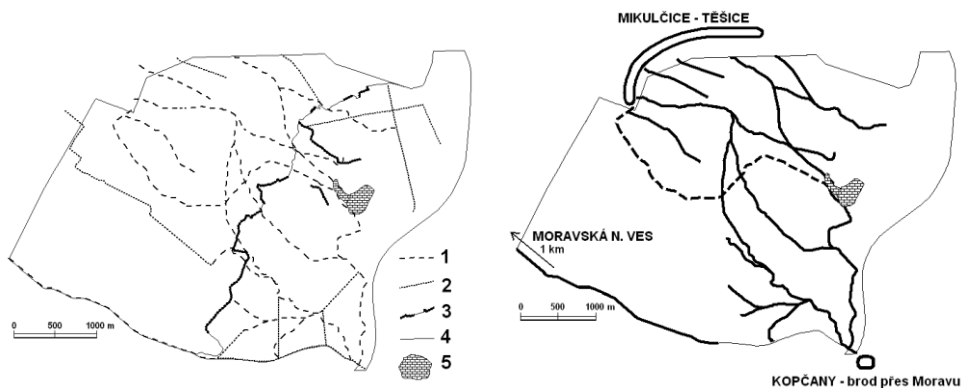 MIKULČICE - TĚŠICE
MORAVSKÁ N. VES
1 km
1
2
3
4
5
0 500 1000 m
0 500 1000 m
KOPČANY - brod přes Moravu